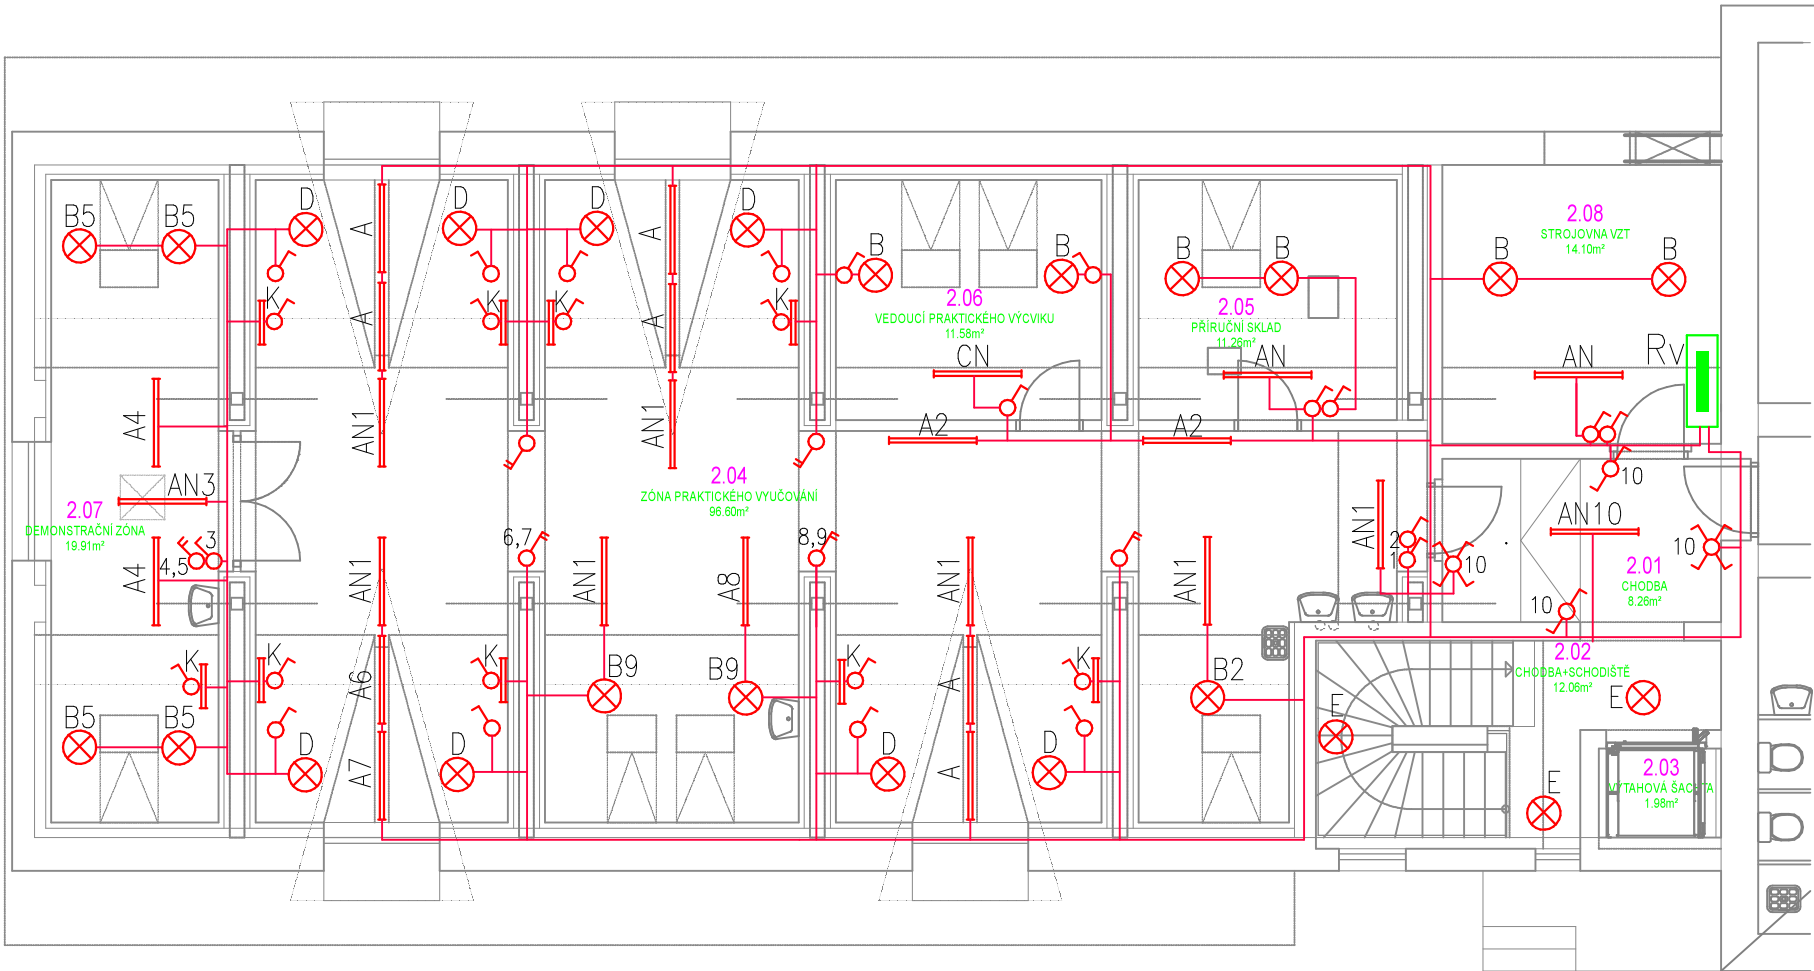 D
D
D
D
B5
B5
A
A
B
B
B
B
2.08
STROJOVNA VZT
14.10m²
B
B
K
K
K
K
A
A
2.06
VEDOUCÍ PRAKTICKÉHO VÝCVIKU
11.58m²
2.05
PŘÍRUČNÍ SKLAD
11.26m²
CN
AN
AN
Rv
A4
AN1
AN1
A2
A2
2.04
ZÓNA PRAKTICKÉHO VYUČOVÁNÍ
96.60m²
10
AN3
2.07
DEMONSTRAČNÍ ZÓNA
19.91m²
AN10
3
4,5
6,7
8,9
AN1
2
1
10
10
A4
AN1
AN1
A8
AN1
AN1
2.01
CHODBA
8.26m²
10
K
K
K
K
K
A6
B9
B9
A
B2
2.02
CHODBA+SCHODIŠTĚ
12.06m²
E
E
B5
B5
D
D
D
D
A7
A
E
2.03
VÝTAHOVÁ ŠACHTA
1.98m²